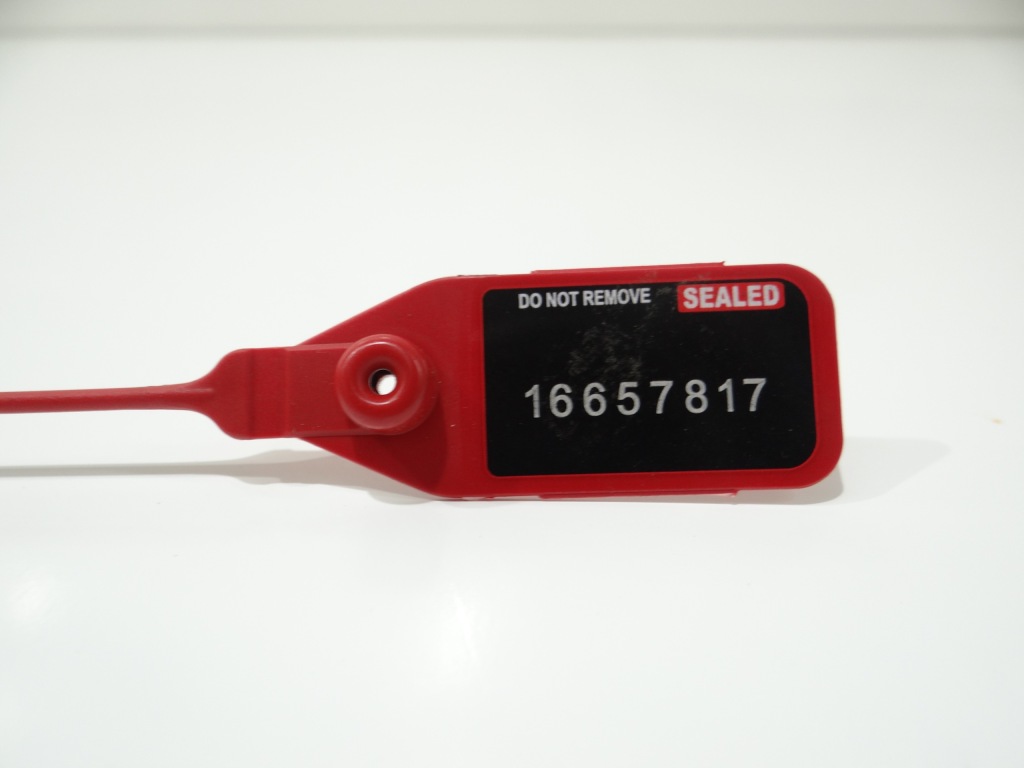 DO NOT REMOVE SEALED
16657817